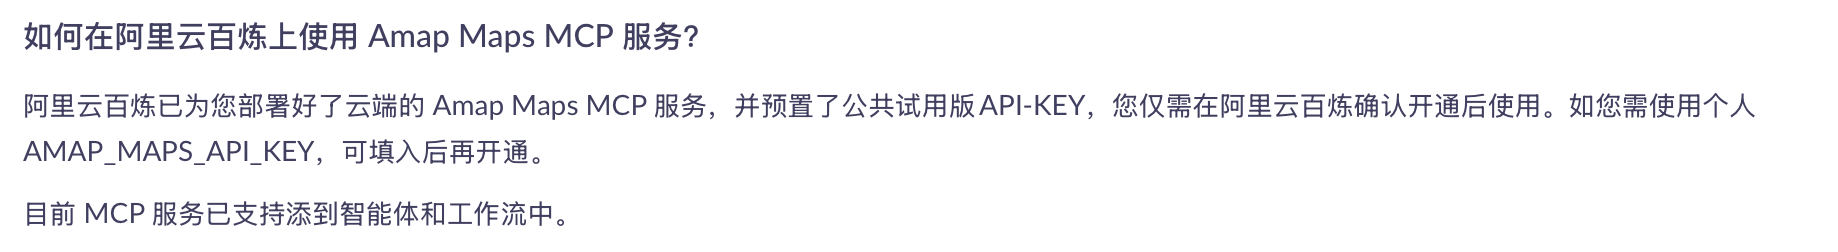 如何在阿里云百炼上使用 Amap Maps MCP 服务?
阿里云百炼已为您部署好了云端的 Amap Maps MCP 服务，并预置了公共试用版API-KEY，您仅需在阿里云百炼确认开通后使用。如您需使用个人
AMAP_MAPS_API_KEY，可填入后再开通。
目前 MCP 服务已支持添到智能体和工作流中。